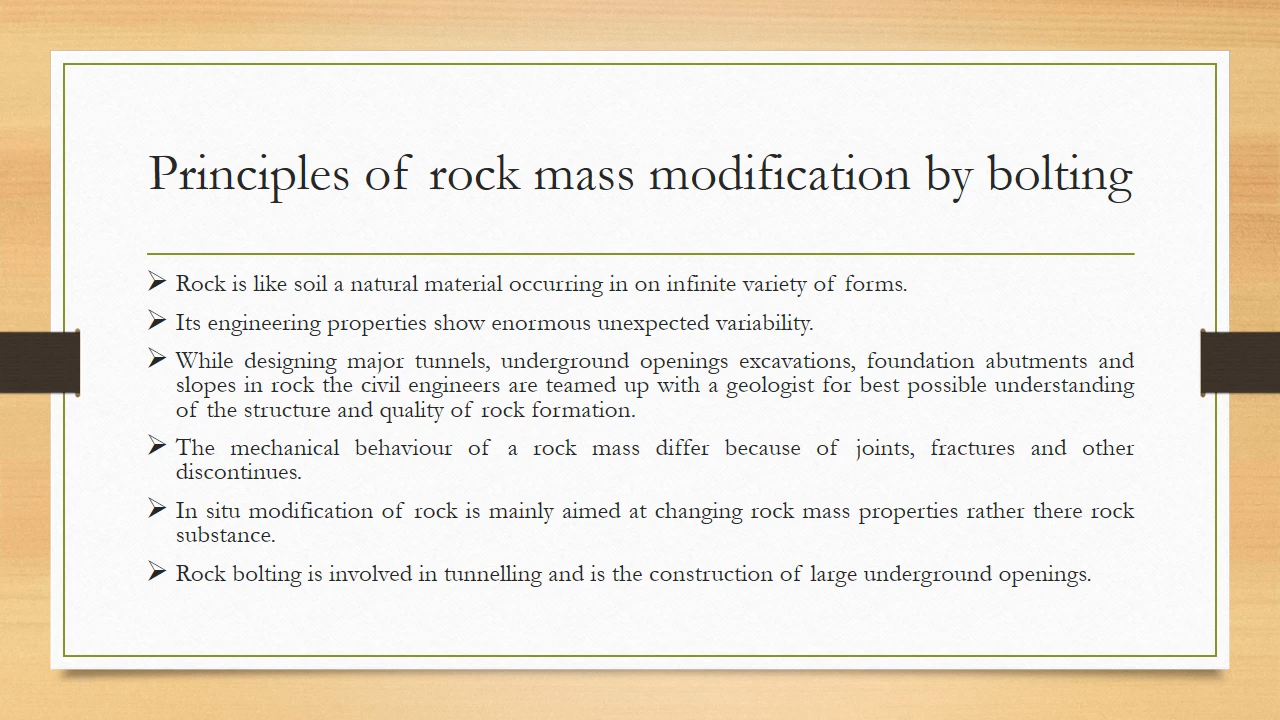 Principles of rock mass modification by bolting
➢ Rock is like soil a natural material occurring in on infinite variety of forms.
➢ Its engineering properties show enormous unexpected variability.
➢ While designing major tunnels, underground openings excavations, foundation abutments and
slopes in rock the civil engineers are teamed up with a geologist for best possible understanding
of the structure and quality of rock formation.
➢ The mechanical behaviour of a rock mass differ because of joints, fractures and other
discontinues.
➢ In situ modification of rock is mainly aimed at changing rock mass properties rather there rock
substance.
➢ Rock bolting is involved in tunnelling and is the construction of large underground openings.